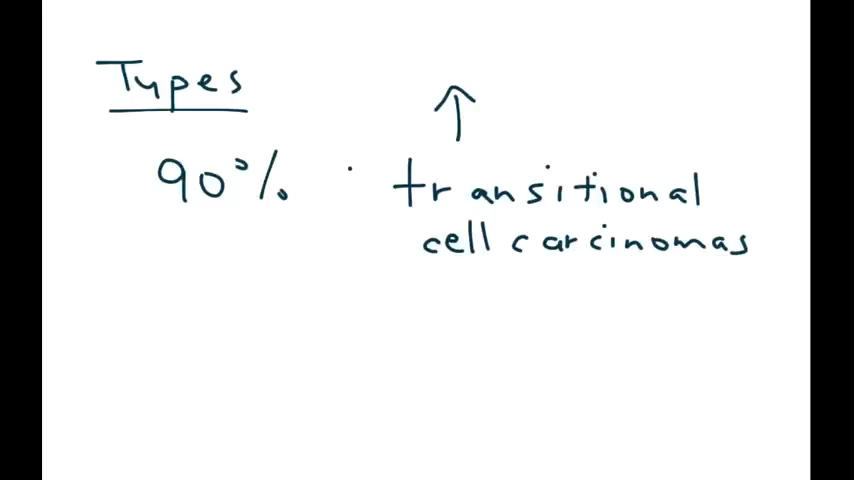 Types
↑
90% · transitional
cell carcinomas